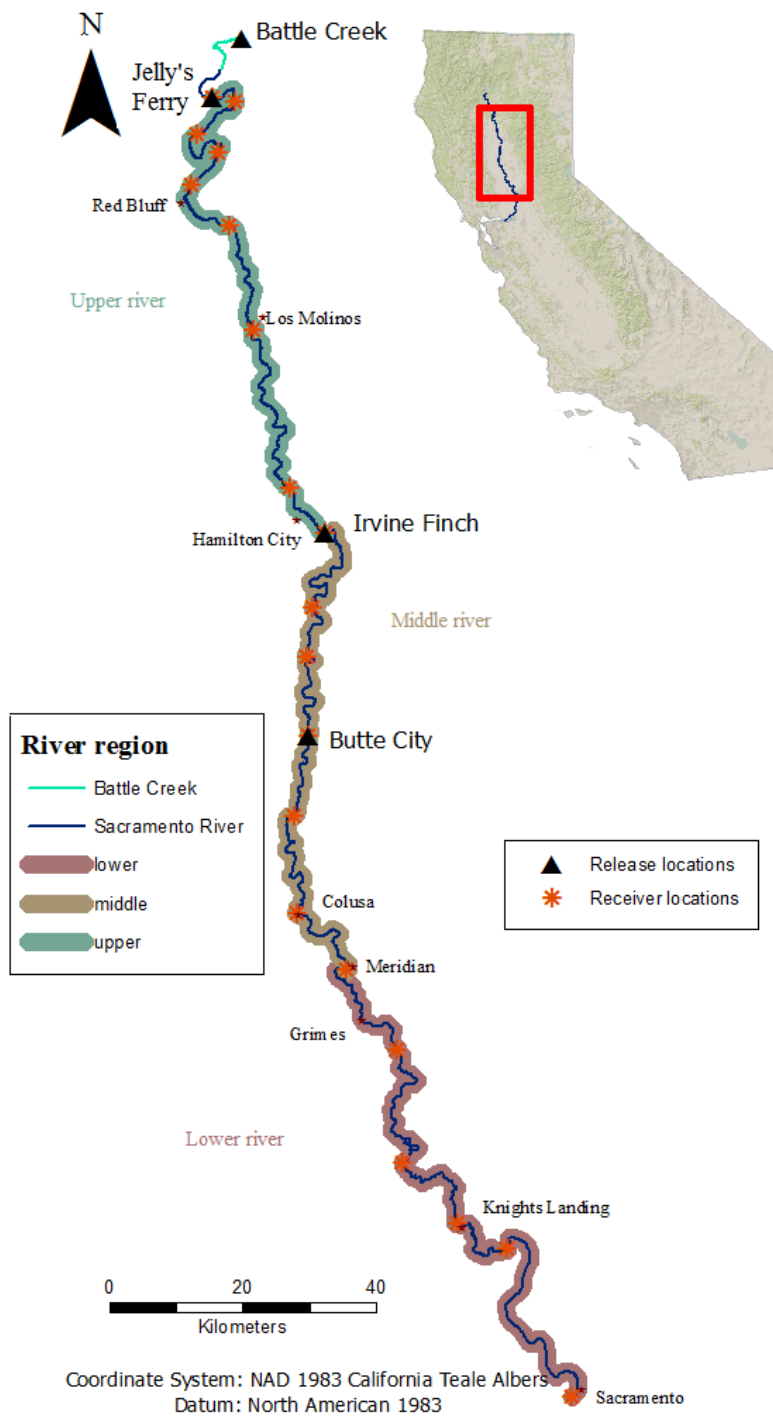 N
Battle Creek
Jelly's
Ferry
Red Bluff
Upper river
Los Molinos
Hamilton City
Irvine Finch
Middle river
Butte City
River region
Battle Creek
Sacramento River
lower
middle
upper
Release locations
Receiver locations
Colusa
Meridian
Grimes
Lower river
Knights Landing
0 20 40
Kilometers
Coordinate System: NAD 1983 California Teale Albers
Datum: North American 1983
Sacramento